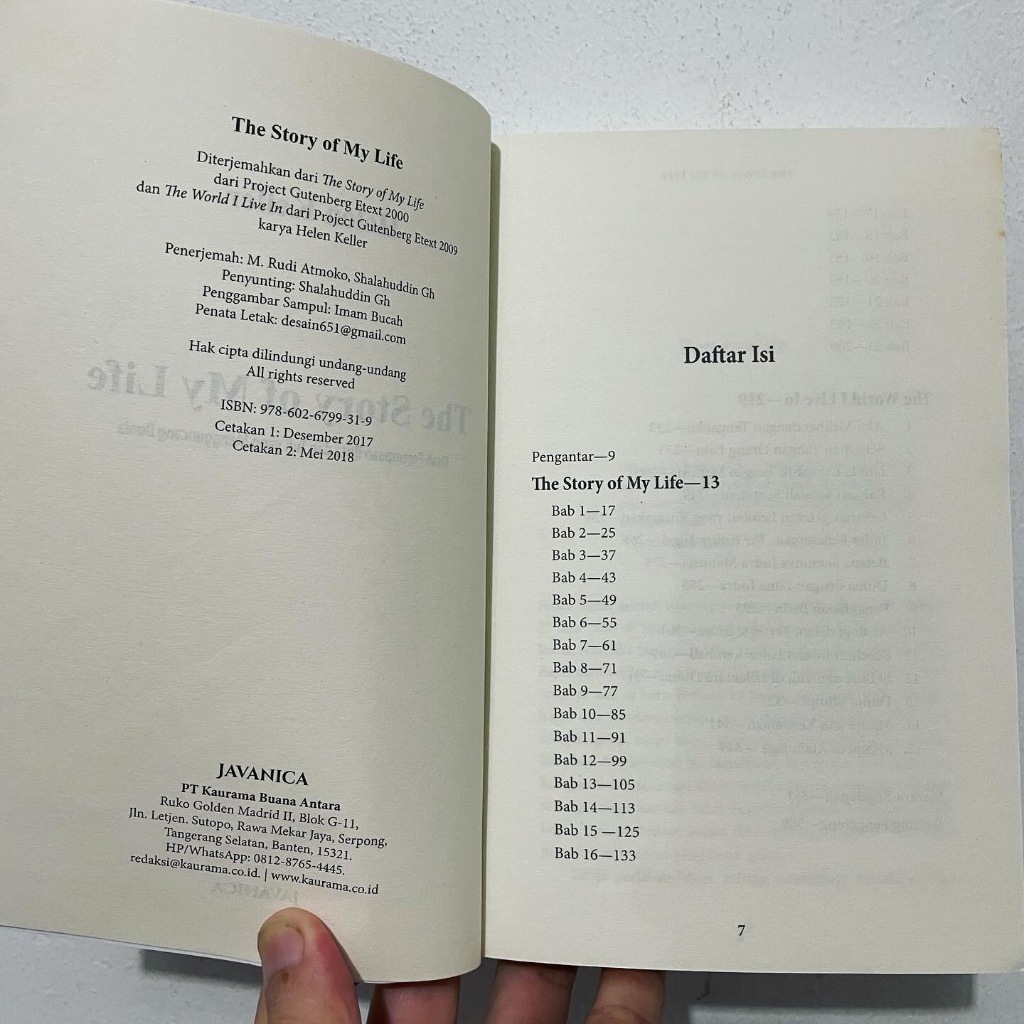 The Story of My Life
Diterjemahkan dari The Story of My Life
dari Project Gutenberg Etext 2000
dan The World I Live In dari Project Gutenberg Etext 2009
karya Helen Keller
Penerjemah: M. Rudi Atmoko, Shalahuddin Gh
Penyunting: Shalahuddin Gh
Penggambar Sampul: Imam Bucah
Penata Letak: desain651@gmail.com
Hak cipta dilindungi undang-undang
All rights reserved
ISBN: 978-602-6799-31-9
Cetakan 1: Desember 2017
Cetakan 2: Mei 2018
JAVANICA
PT Kaurama Buana Antara
Ruko Golden Madrid II, Blok G-11,
Jln. Letjen. Sutopo, Rawa Mekar Jaya, Serpong,
Tangerang Selatan, Banten, 15321.
HP/WhatsApp: 0812-8765-4445.
redaksi@kaurama.co.id. | www.kaurama.co.id
Daftar Isi
Pengantar—9
The Story of My Life—13
Bab 1—17
Bab 2—25
Bab 3—37
Bab 4—43
Bab 5—49
Bab 6—55
Bab 7—61
Bab 8—71
Bab 9—77
Bab 10—85
Bab 11—91
Bab 12—99
Bab 13—105
Bab 14—113
Bab 15 —125
Bab 16—133
7